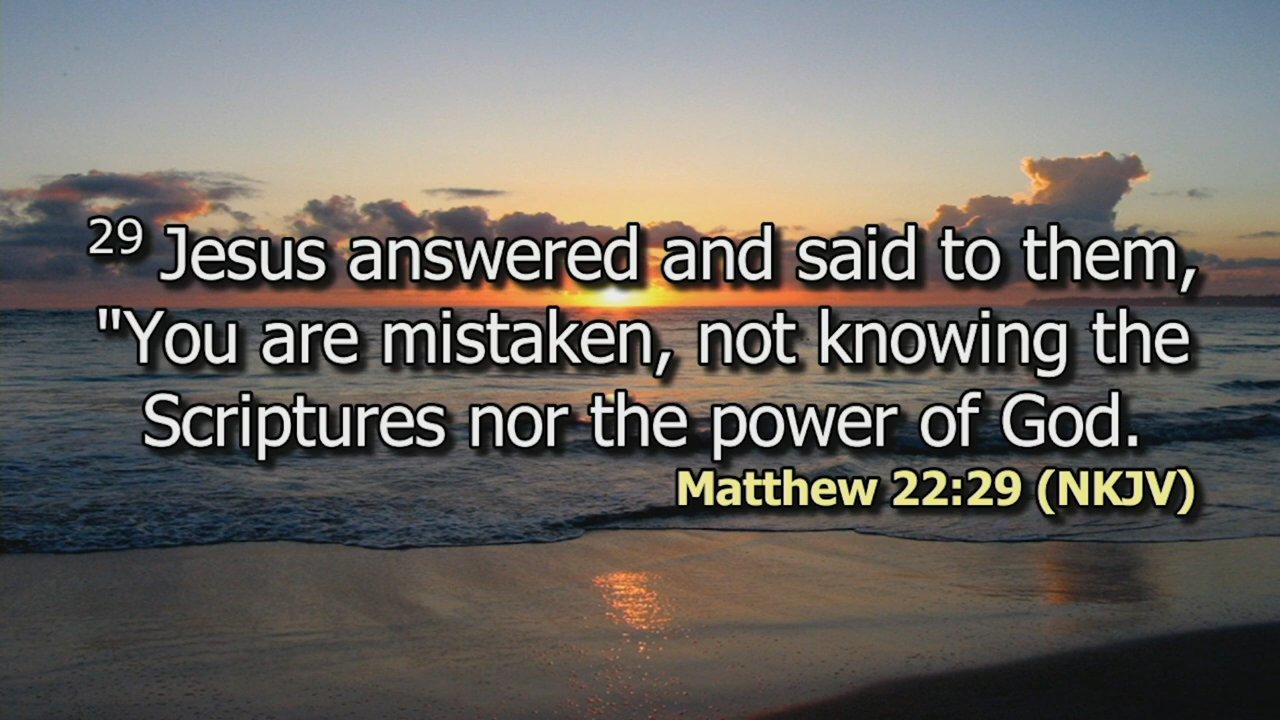 29 Jesus answered and said to them,
"You are mistaken, not knowing the
Scriptures nor the power of God.
Matthew 22:29 (NKJV)